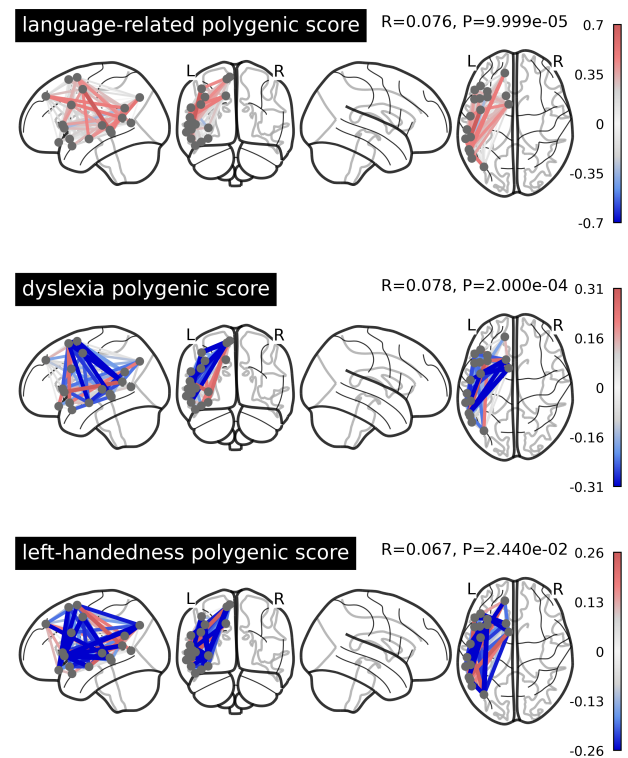 language-related polygenic score
R=0.076, P=9.999e-05
L
R
L
R
0.7
0.35
0
-0.35
-0.7
dyslexia polygenic score
R=0.078, P=2.000e-04
L
R
L
R
0.31
0.16
0
-0.16
-0.31
left-handedness polygenic score
R=0.067, P=2.440e-02
L
R
L
R
0.26
0.13
0
-0.13
-0.26